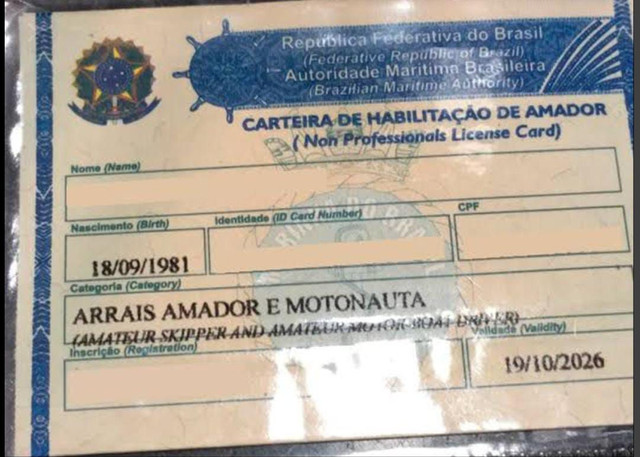 República Federativa do Brasil
(Federative Republic of Brazil)
Autoridade Marítima Brasileira
(Brazilian Maritime Authority)
CARTEIRA DE HABILITAÇÃO DE AMADOR
( Non Professionals License Card)
Nome (Name)
Nascimento (Birth) Identidade (ID Card Number) CPF
18/09/1981
Categoria (Category)
ARRAIS AMADOR E MOTONAUTA
(AMATEUR SKIPPER AND AMATEUR MOTOR BOAT DRIVER)
Inscrição (Registration) Validade (Validity)
19/10/2026